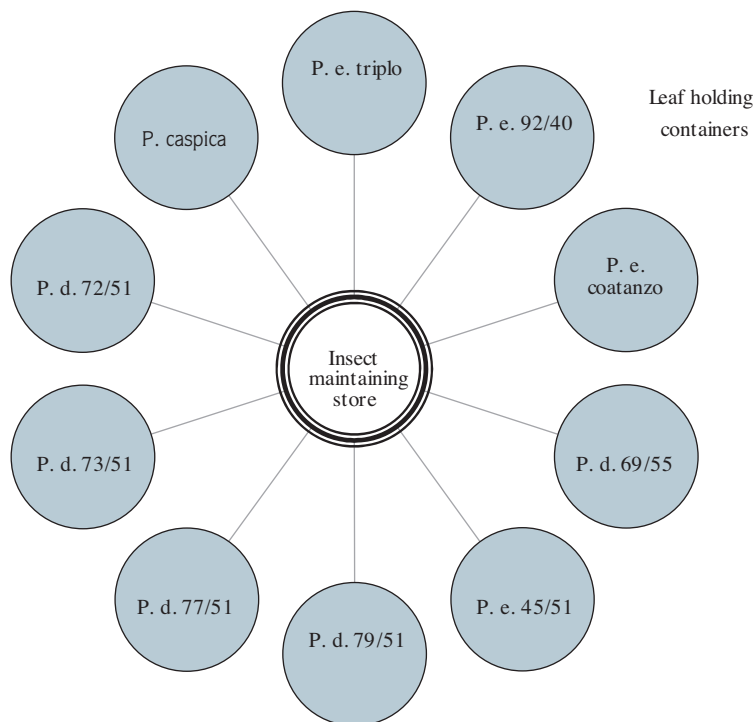 P. e. triplo
P. e. 92/40
Leaf holding
containers
P. caspica
P. e.
coatanzo
P. d. 72/51
Insect
maintaining
store
P. d. 73/51
P. d. 69/55
P. d. 77/51
P. e. 45/51
P. d. 79/51